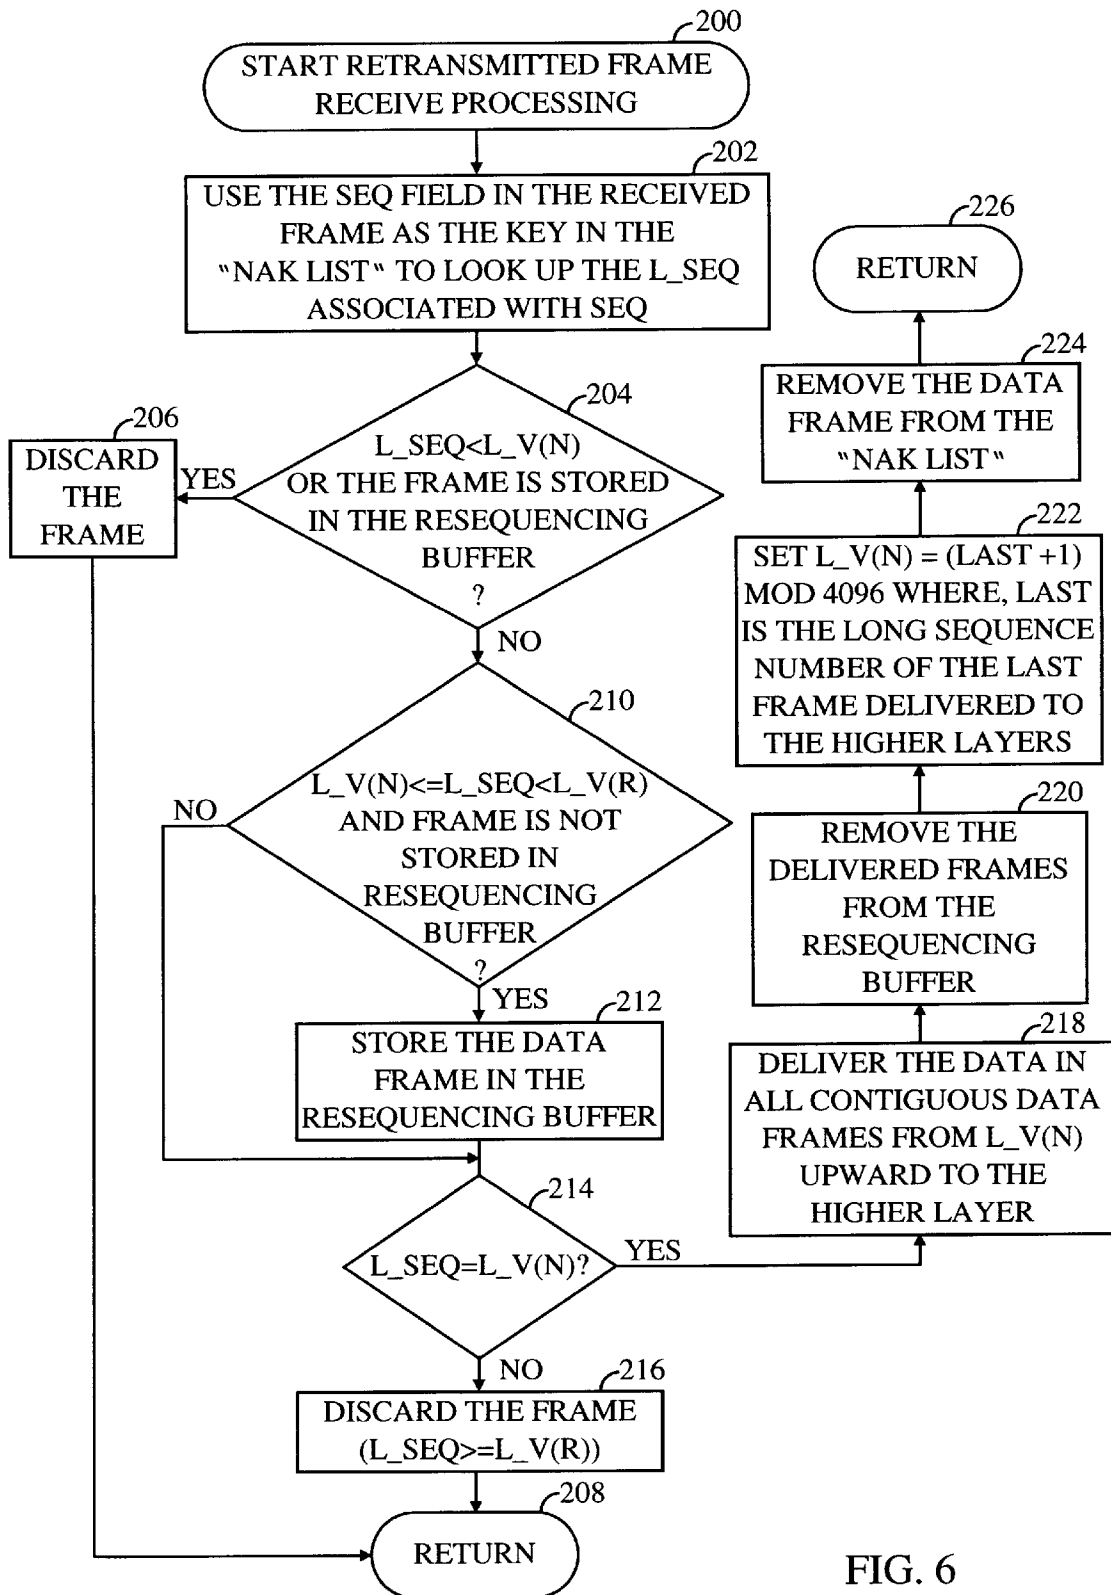 200
START RETRANSMITTED FRAME
RECEIVE PROCESSING
202
USE THE SEQ FIELD IN THE RECEIVED
FRAME AS THE KEY IN THE
"NAK LIST" TO LOOK UP THE L_SEQ
ASSOCIATED WITH SEQ
204
L_SEQ<L_V(N)
OR THE FRAME IS STORED
IN THE RESEQUENCING
BUFFER
?
YES
206
DISCARD
THE
FRAME
NO
210
L_V(N)<=L_SEQ<L_V(R)
AND FRAME IS NOT
STORED IN
RESEQUENCING
BUFFER
?
NO
YES
212
STORE THE DATA
FRAME IN THE
RESEQUENCING BUFFER
214
L_SEQ=L_V(N)?
YES
NO
216
DISCARD THE FRAME
(L_SEQ>=L_V(R))
208
RETURN
218
DELIVER THE DATA IN
ALL CONTIGUOUS DATA
FRAMES FROM L_V(N)
UPWARD TO THE
HIGHER LAYER
220
REMOVE THE
DELIVERED FRAMES
FROM THE
RESEQUENCING
BUFFER
222
SET L_V(N) = (LAST +1)
MOD 4096 WHERE, LAST
IS THE LONG SEQUENCE
NUMBER OF THE LAST
FRAME DELIVERED TO
THE HIGHER LAYERS
224
REMOVE THE DATA
FRAME FROM THE
"NAK LIST"
226
RETURN
FIG. 6